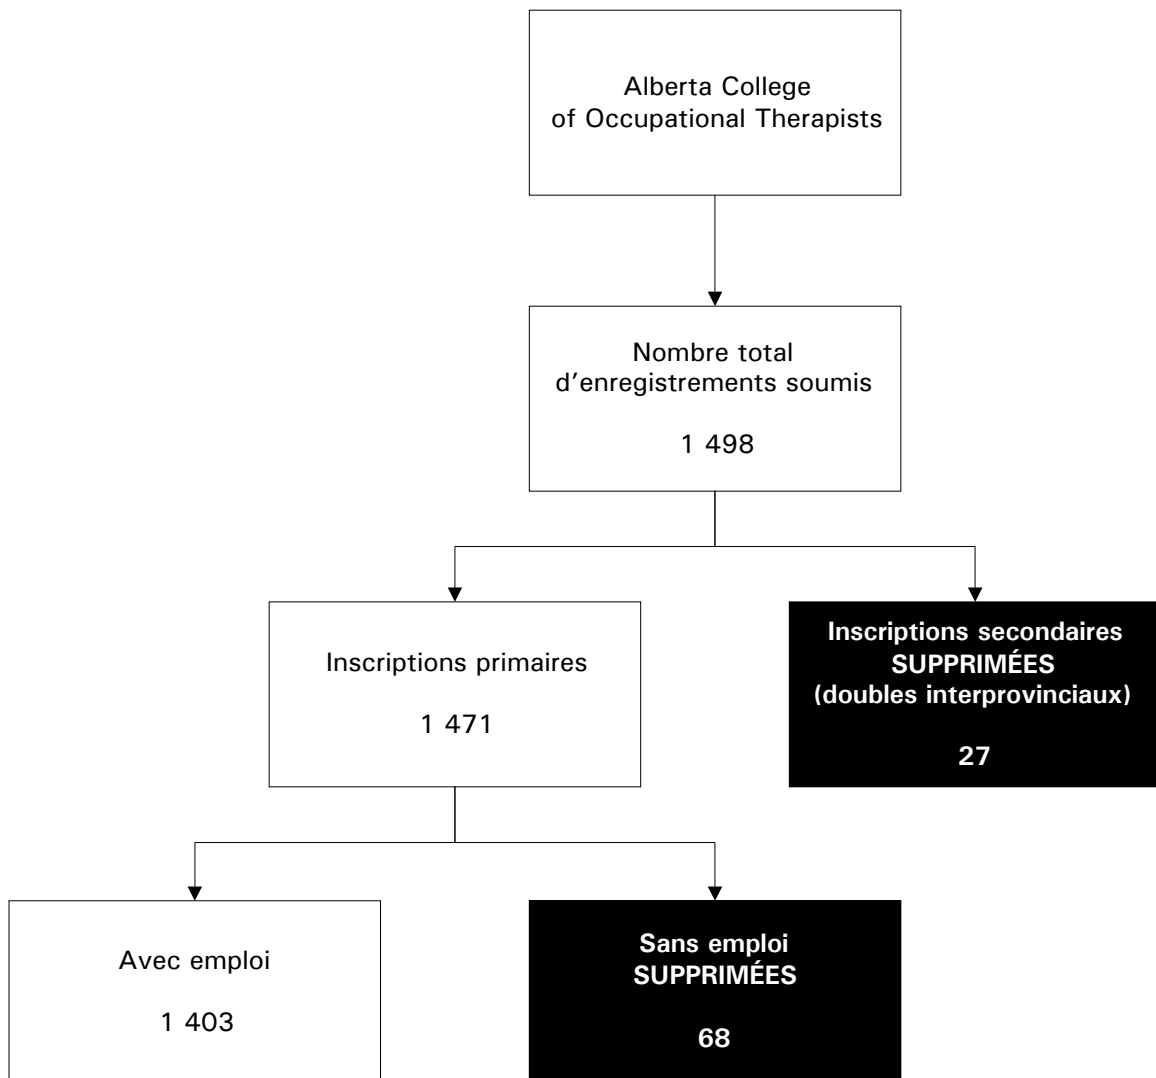 Alberta College
of Occupational Therapists
Nombre total
d'enregistrements soumis
1 498
Inscriptions primaires
1 471
Inscriptions secondaires
SUPPRIMÉES
(doubles interprovinciaux)
27
Avec emploi
1 403
Sans emploi
SUPPRIMÉES
68